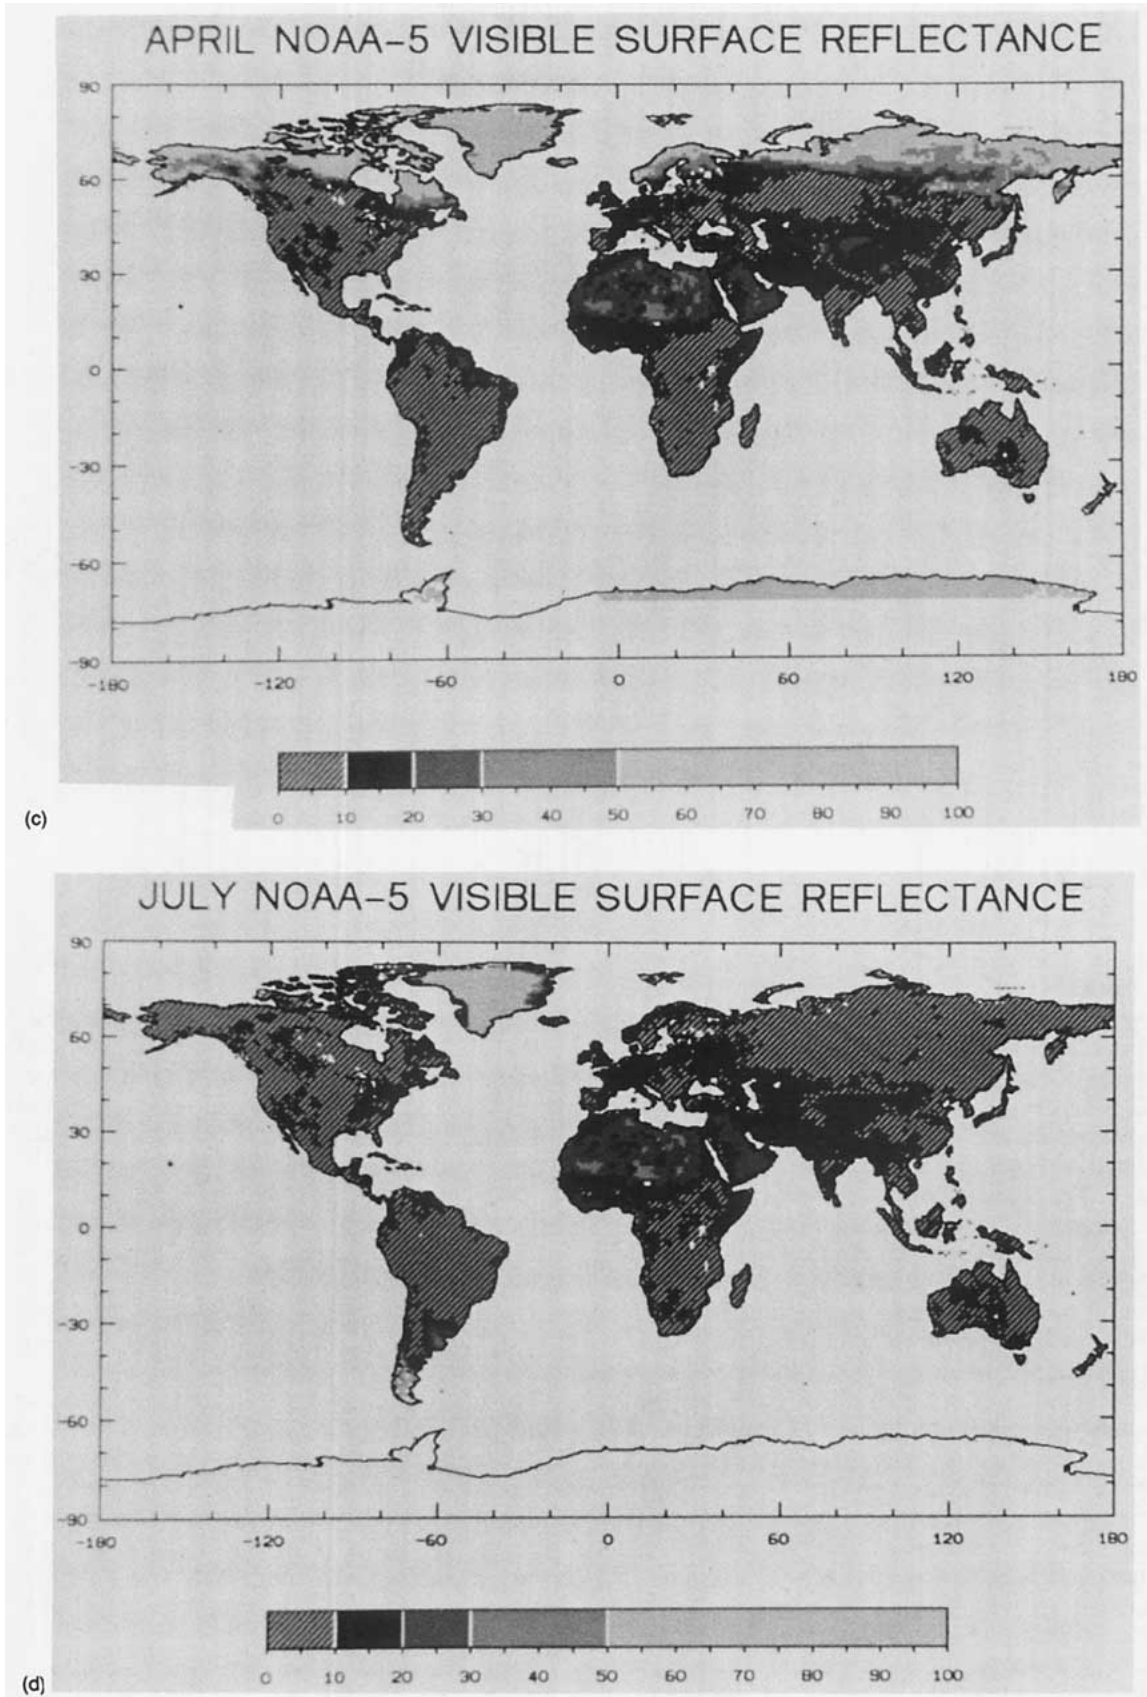 APRIL NOAA-5 VISIBLE SURFACE REFLECTANCE
90
60
30
0
-30
-60
-90
-180 -120 -60 0 60 120 180
0 10 20 30 40 50 60 70 80 90 100
(c)
JULY NOAA-5 VISIBLE SURFACE REFLECTANCE
90
60
30
0
-30
-60
-90
-180 -120 -60 0 60 120 180
0 10 20 30 40 50 60 70 80 90 100
(d)